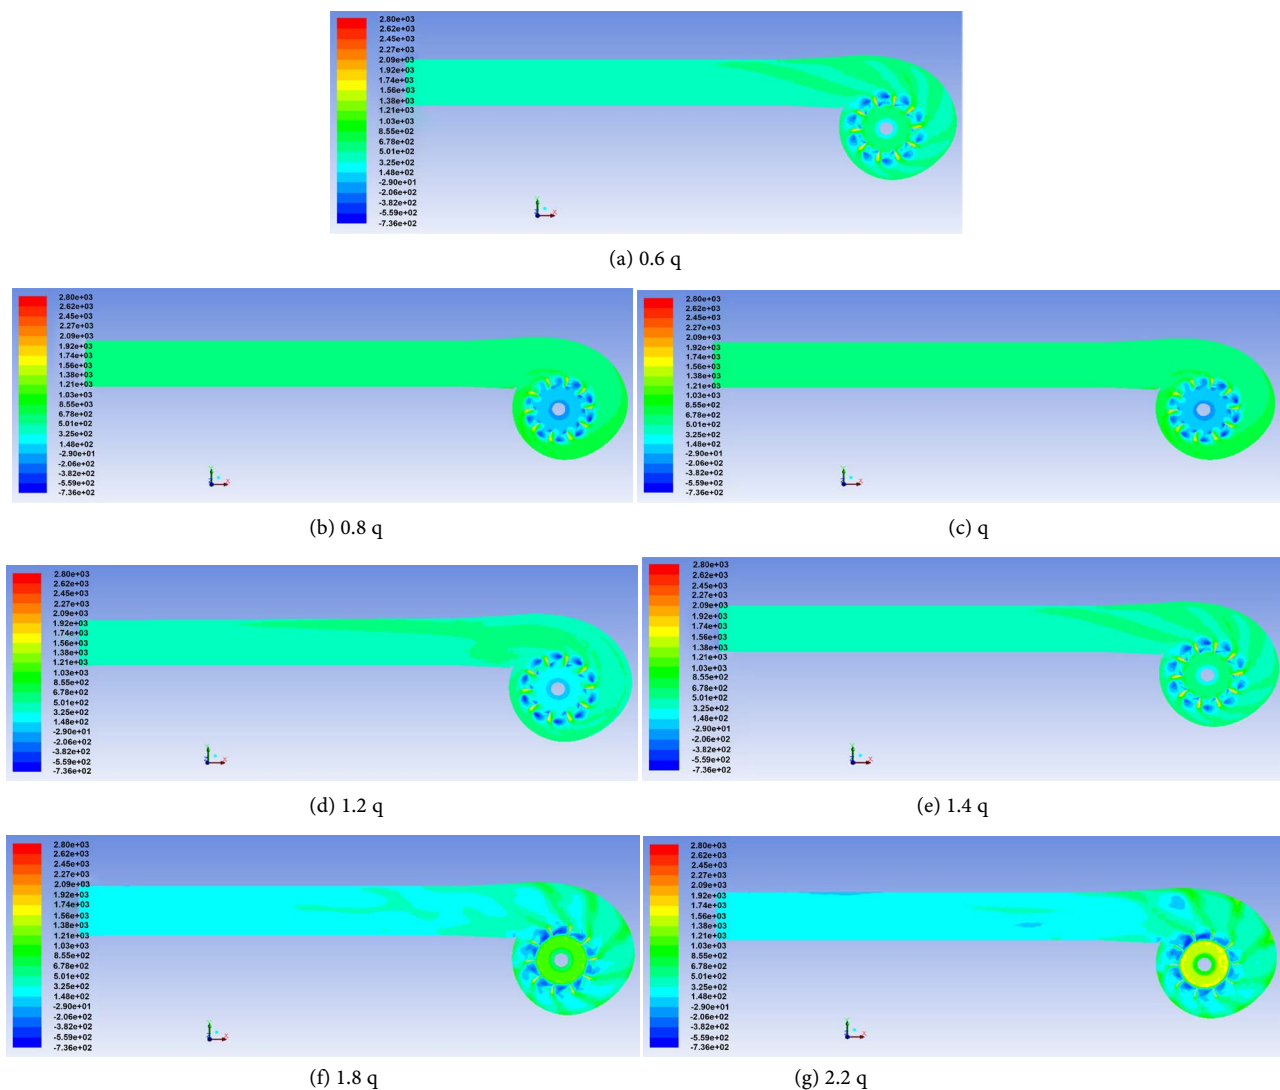 2.80e+03
2.62e+03
2.45e+03
2.27e+03
2.09e+03
1.92e+03
1.74e+03
1.56e+03
1.38e+03
1.21e+03
1.03e+03
8.55e+02
6.78e+02
5.01e+02
3.25e+02
1.48e+02
-2.90e+01
-2.06e+02
-3.82e+02
-5.59e+02
-7.36e+02
(a) 0.6 q
2.80e+03
2.62e+03
2.45e+03
2.27e+03
2.09e+03
1.92e+03
1.74e+03
1.56e+03
1.38e+03
1.21e+03
1.03e+03
8.55e+02
6.78e+02
5.01e+02
3.25e+02
1.48e+02
-2.90e+01
-2.06e+02
-3.82e+02
-5.59e+02
-7.36e+02
(b) 0.8 q
2.80e+03
2.62e+03
2.45e+03
2.27e+03
2.09e+03
1.92e+03
1.74e+03
1.56e+03
1.38e+03
1.21e+03
1.03e+03
8.55e+02
6.78e+02
5.01e+02
3.25e+02
1.48e+02
-2.90e+01
-2.06e+02
-3.82e+02
-5.59e+02
-7.36e+02
(c) q
2.80e+03
2.62e+03
2.45e+03
2.27e+03
2.09e+03
1.92e+03
1.74e+03
1.56e+03
1.38e+03
1.21e+03
1.03e+03
8.55e+02
6.78e+02
5.01e+02
3.25e+02
1.48e+02
-2.90e+01
-2.06e+02
-3.82e+02
-5.59e+02
-7.36e+02
(d) 1.2 q
2.80e+03
2.62e+03
2.45e+03
2.27e+03
2.09e+03
1.92e+03
1.74e+03
1.56e+03
1.38e+03
1.21e+03
1.03e+03
8.55e+02
6.78e+02
5.01e+02
3.25e+02
1.48e+02
-2.90e+01
-2.06e+02
-3.82e+02
-5.59e+02
-7.36e+02
(e) 1.4 q
2.80e+03
2.62e+03
2.45e+03
2.27e+03
2.09e+03
1.92e+03
1.74e+03
1.56e+03
1.38e+03
1.21e+03
1.03e+03
8.55e+02
6.78e+02
5.01e+02
3.25e+02
1.48e+02
-2.90e+01
-2.06e+02
-3.82e+02
-5.59e+02
-7.36e+02
(f) 1.8 q
2.80e+03
2.62e+03
2.45e+03
2.27e+03
2.09e+03
1.92e+03
1.74e+03
1.56e+03
1.38e+03
1.21e+03
1.03e+03
8.55e+02
6.78e+02
5.01e+02
3.25e+02
1.48e+02
-2.90e+01
-2.06e+02
-3.82e+02
-5.59e+02
-7.36e+02
(g) 2.2 q